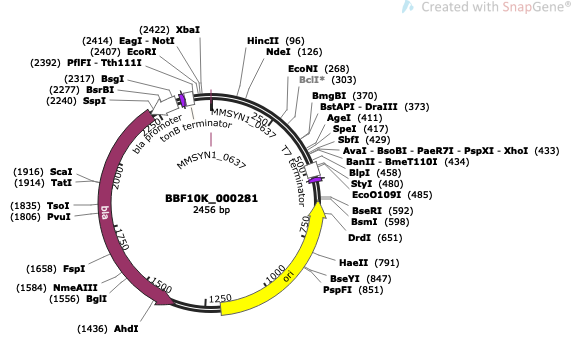 Created with SnapGene®
(2422) XbaI
(2414) EagI - NotI
(2407) EcoRI
(2392) PflFI - Tth111I
(2317) BsgI
(2277) BsrBI
(2240) SspI
HincII (96)
NdeI (126)
EcoNI (268)
BclI* (303)
BmgBI (370)
BstAPI - DraIII (373)
AgeI (411)
SpeI (417)
SbfI (429)
AvaI - BsoBI - PaeR7I - PspXI - XhoI (433)
BanII - BmeT110I (434)
BlpI (458)
StyI (480)
EcoO109I (485)
BseRI (592)
BsmI (598)
DrdI (651)
HaeII (791)
BseYI (847)
PspFI (851)
(1916) ScaI
(1914) TatI
(1835) TsoI
(1806) PvuI
(1658) FspI
(1584) NmeAIII
(1556) BglI
(1436) AhdI
bla promoter
tonB terminator
MMSYN1_0637
MMSYN1_0637
T7 terminator
BBF10K_000281
2456 bp
bla
ori
250
500
750
1000
1250
1500
1750
2000
2250